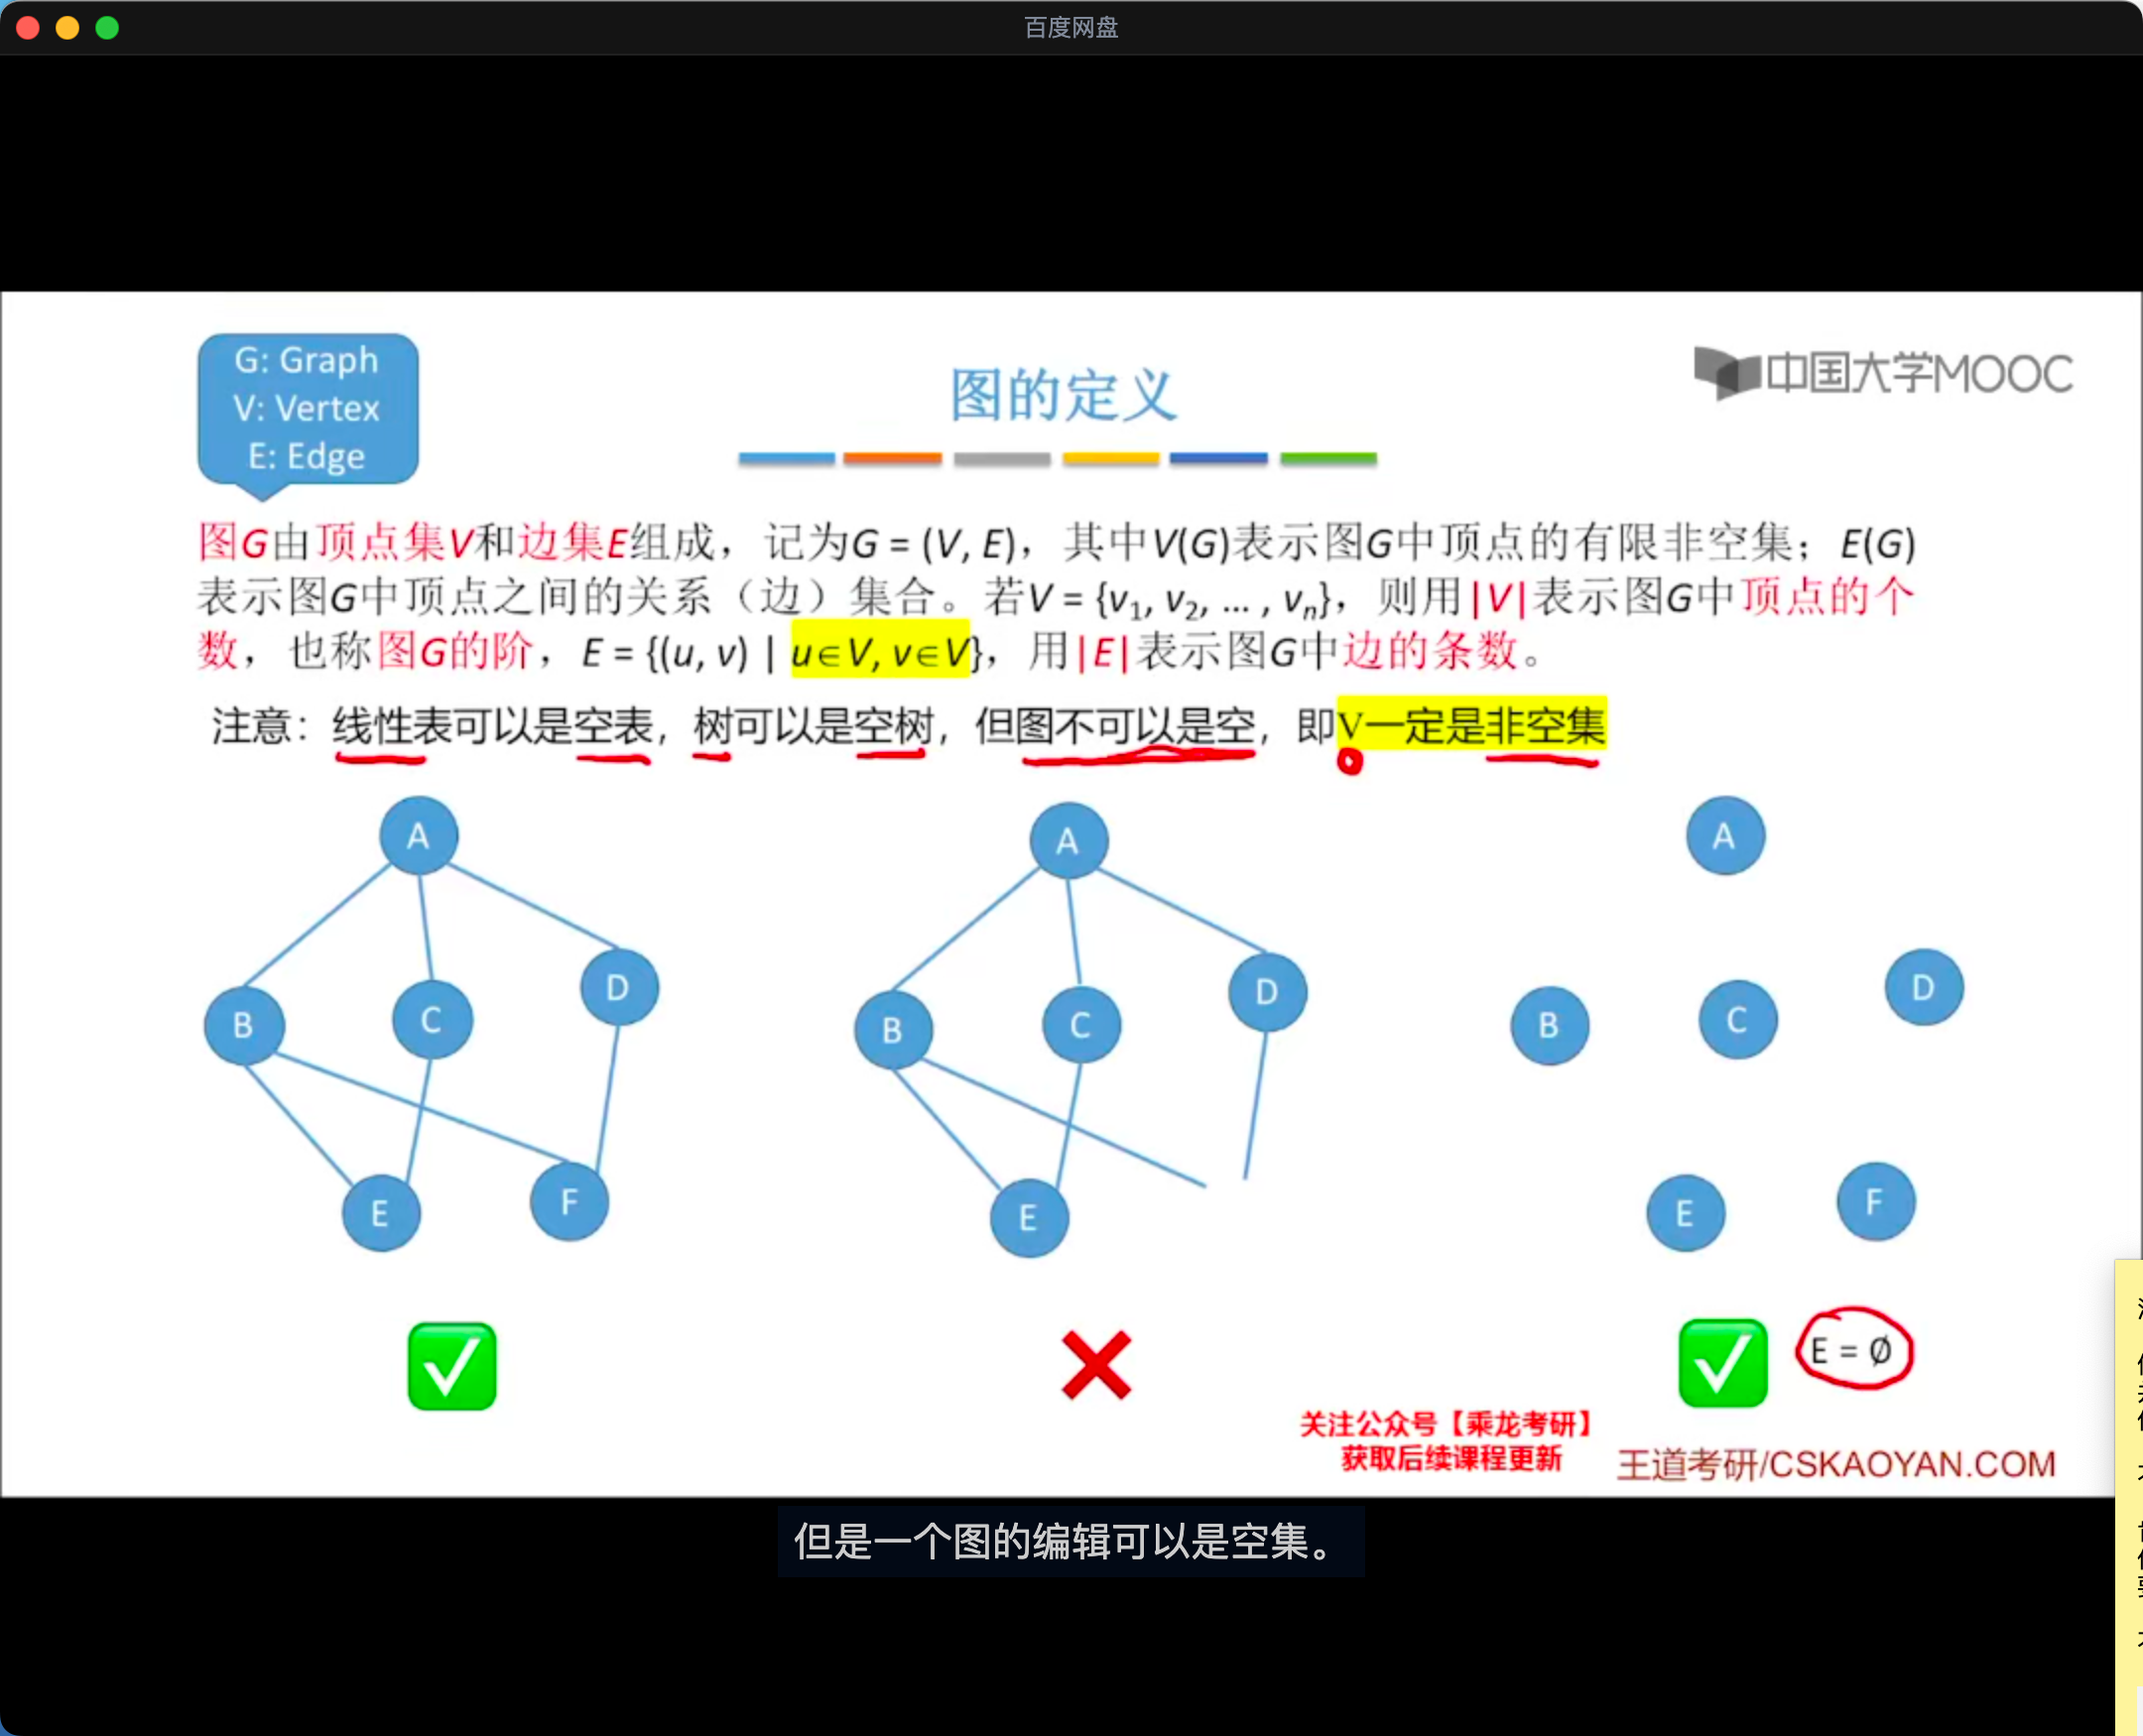 百度网盘
G: Graph
V: Vertex
E: Edge
图的定义
中国大学MOOC
图G由顶点集V和边集E组成，记为G = (V, E)，其中V(G)表示图G中顶点的有限非空集；E(G)
表示图G中顶点之间的关系（边）集合。若V = {v₁, v₂, … , vₙ}，则用|V|表示图G中顶点的个
数，也称图G的阶，E = {(u, v) | u∈V, v∈V}，用|E|表示图G中边的条数。
注意：线性表可以是空表，树可以是空树，但图不可以是空，即V一定是非空集
A
B
C
D
E
F
A
B
C
D
E
A
B
C
D
E
F
E = Ø
关注公众号【乘龙考研】
获取后续课程更新
王道考研/CSKAOYAN.COM
但是一个图的编辑可以是空集。